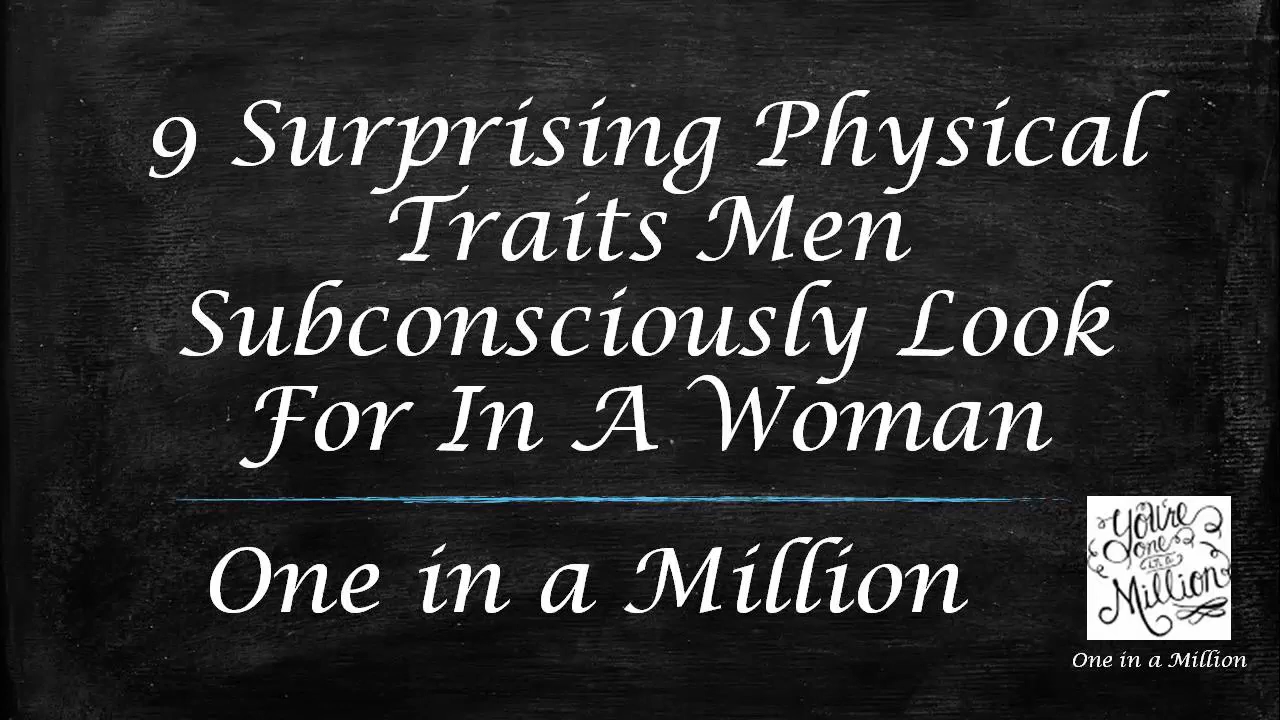 9 Surprising Physical
Traits Men
Subconsciously Look
For In A Woman
One in a Million
You're
one
in a
Million
One in a Million